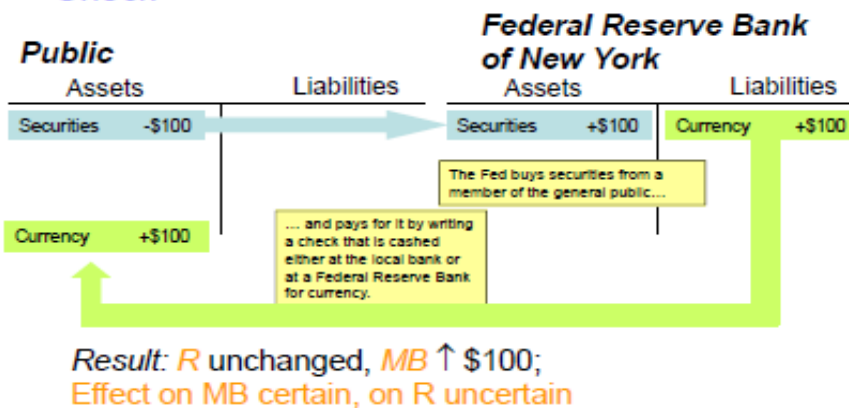 Public
Federal Reserve Bank
of New York
Assets Liabilities Assets Liabilities
Securities -$100 Securities +$100 Currency +$100
The Fed buys securities from a
member of the general public...
Currency +$100
... and pays for it by writing
a check that is cashed
either at the local bank or
at a Federal Reserve Bank
for currency.
Result: R unchanged, MB ↑ $100;
Effect on MB certain, on R uncertain